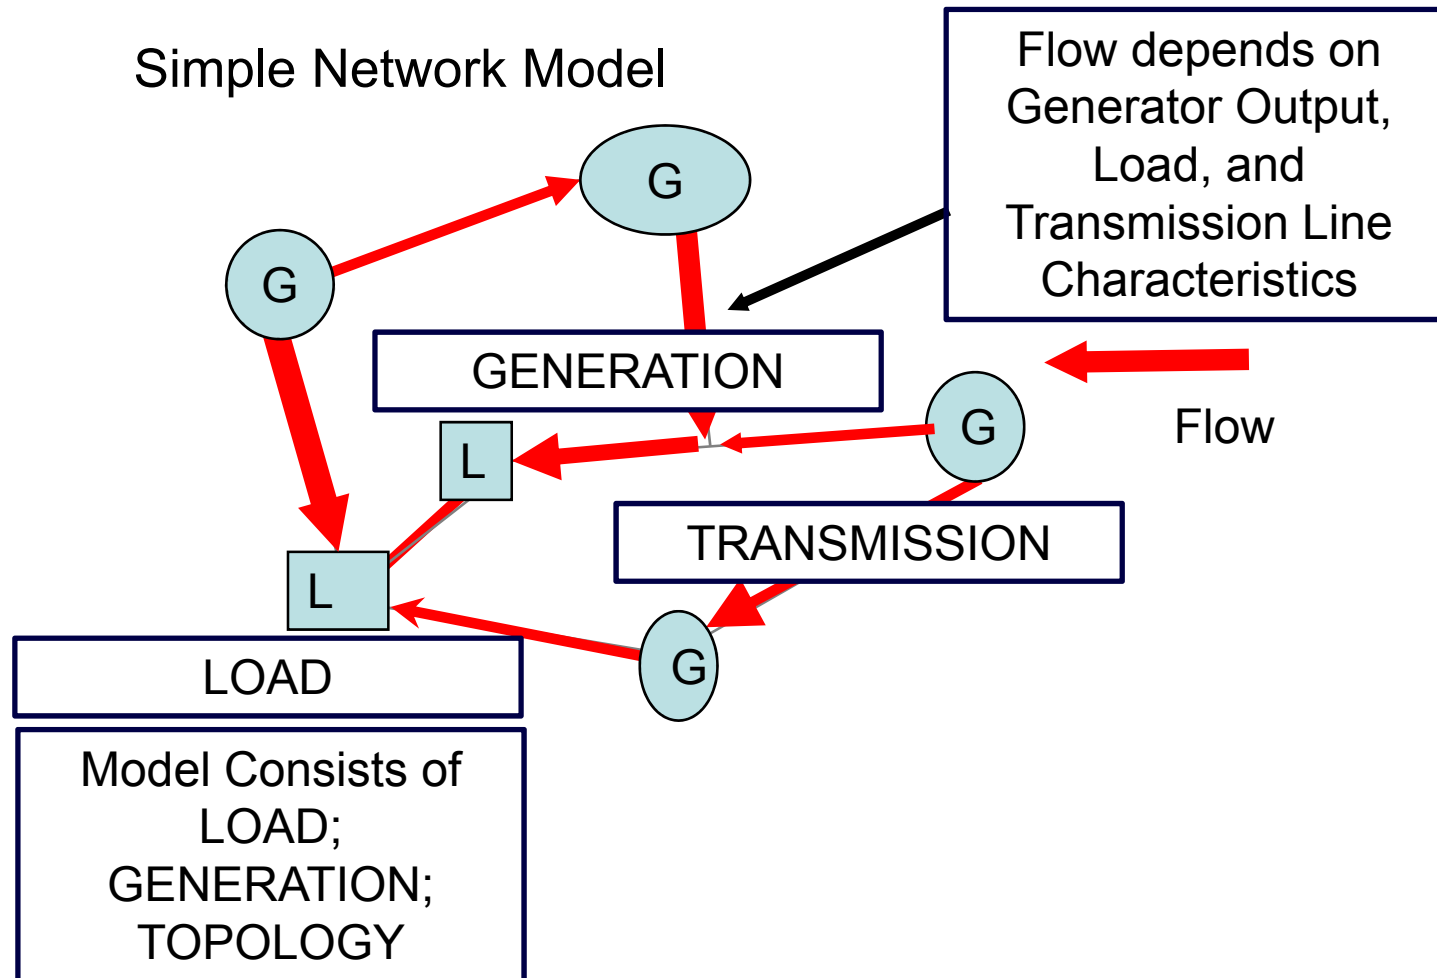 Simple Network Model
Flow depends on
Generator Output,
Load, and
Transmission Line
Characteristics
G
G
GENERATION
G
Flow
L
TRANSMISSION
L
G
LOAD
Model Consists of
LOAD;
GENERATION;
TOPOLOGY